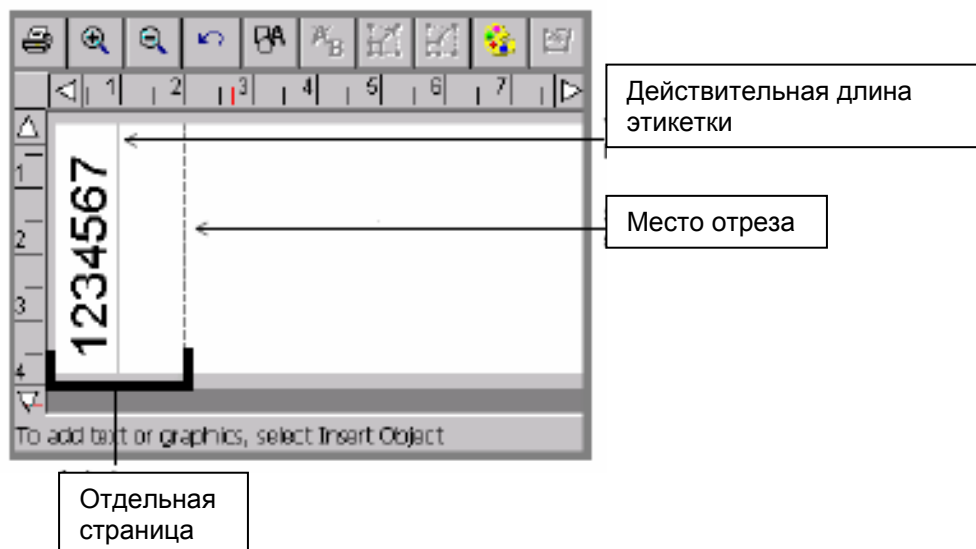 A
A B
1 2 3 4 5 6 7
Действительная длина
этикетки
1
2
3
4
1234567
Место отреза
To add text or graphics, select Insert Object
Отдельная
страница